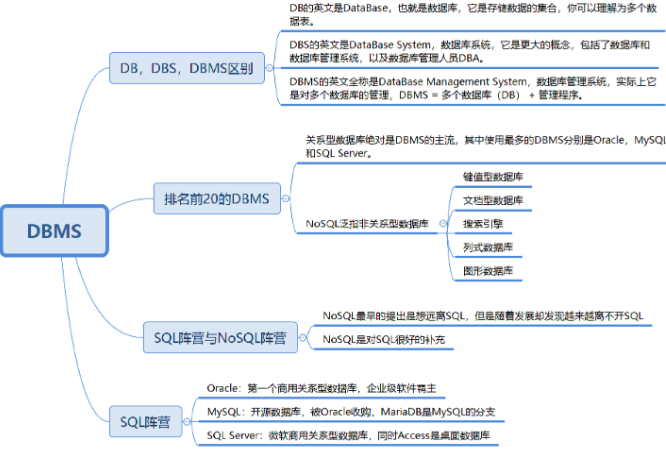 DBMS
DB，DBS，DBMS区别
DB的英文是DataBase，也就是数据库，它是存储数据的集合，你可以理解为多个数
据表。
DBS的英文是DataBase System，数据库系统，它是更大的概念，包括了数据库和
数据库管理系统，以及数据库管理人员DBA。
DBMS的英文全称是DataBase Management System，数据库管理系统，实际上它
是对多个数据库的管理，DBMS = 多个数据库（DB） + 管理程序。
排名前20的DBMS
关系型数据库绝对是DBMS的主流，其中使用最多的DBMS分别是Oracle，MySQL
和SQL Server。
NoSQL泛指非关系型数据库
键值型数据库
文档型数据库
搜索引擎
列式数据库
图形数据库
SQL阵营与NoSQL阵营
NoSQL最早的提出是想远离SQL，但是随着发展却发现越来越离不开SQL
NoSQL是对SQL很好的补充
SQL阵营
Oracle：第一个商用关系型数据库，企业级软件霸主
MySQL：开源数据库，被Oracle收购，MariaDB是MySQL的分支
SQL Server：微软商用关系型数据库，同时Access是桌面数据库